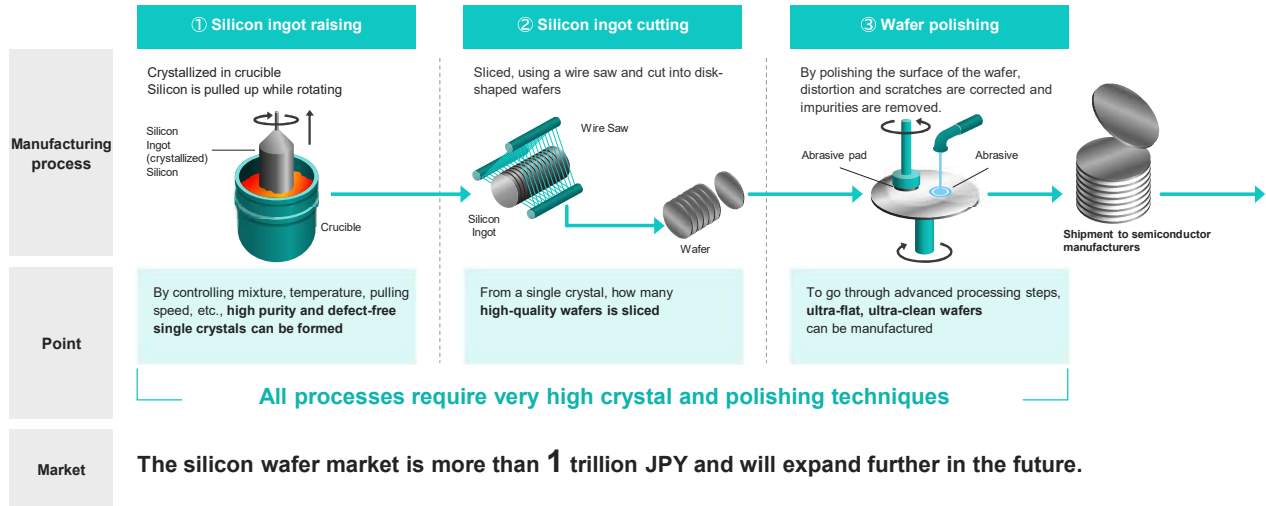 ① Silicon ingot raising
② Silicon ingot cutting
③ Wafer polishing
Manufacturing
process
Crystallized in crucible
Silicon is pulled up while rotating
Silicon
Ingot
(crystallized)
Silicon
Crucible
Sliced, using a wire saw and cut into disk-
shaped wafers
Wire Saw
Silicon
Ingot
Wafer
By polishing the surface of the wafer,
distortion and scratches are corrected and
impurities are removed.
Abrasive pad
Abrasive
Shipment to semiconductor
manufacturers
Point
By controlling mixture, temperature, pulling
speed, etc., high purity and defect-free
single crystals can be formed
From a single crystal, how many
high-quality wafers is sliced
To go through advanced processing steps,
ultra-flat, ultra-clean wafers
can be manufactured
All processes require very high crystal and polishing techniques
Market
The silicon wafer market is more than 1 trillion JPY and will expand further in the future.